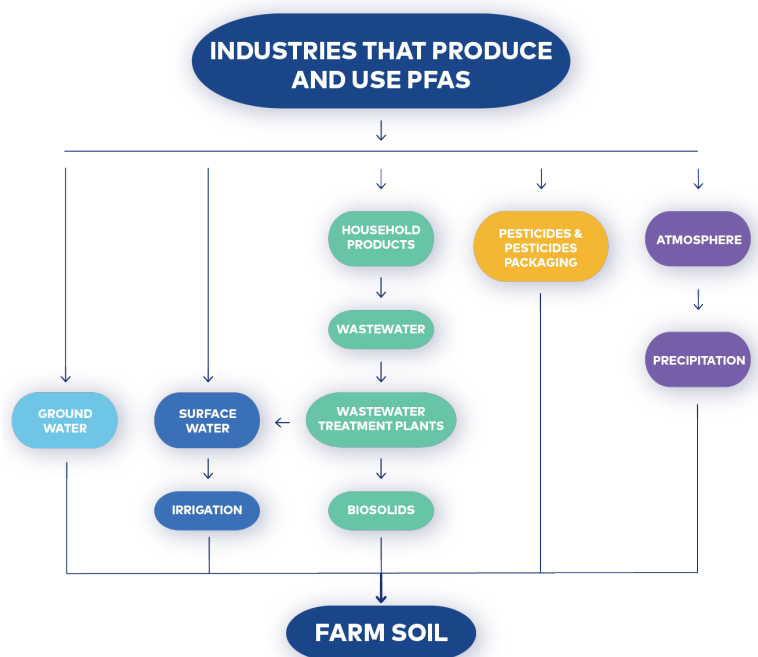 INDUSTRIES THAT PRODUCE
AND USE PFAS
HOUSEHOLD
PRODUCTS
PESTICIDES &
PESTICIDES
PACKAGING
ATMOSPHERE
WASTEWATER
PRECIPITATION
GROUND
WATER
SURFACE
WATER
WASTEWATER
TREATMENT PLANTS
IRRIGATION
BIOSOLIDS
FARM SOIL